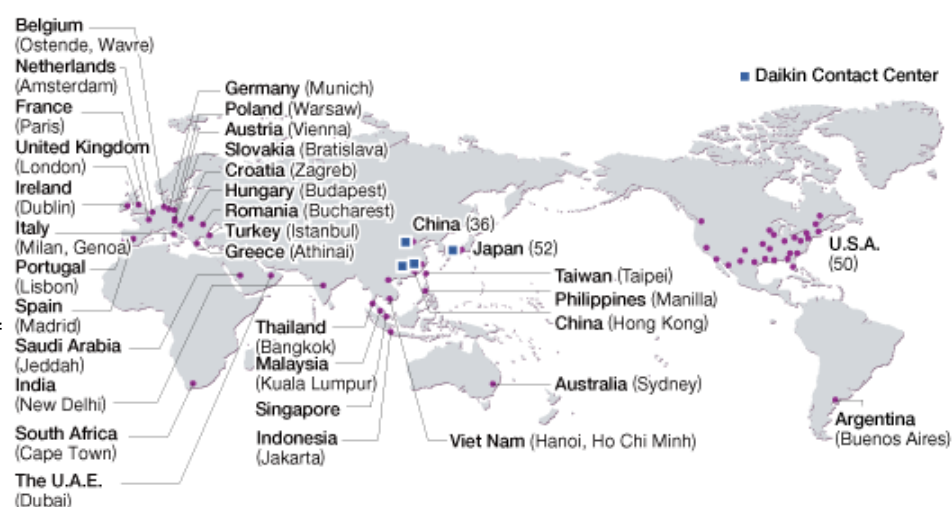 Belgium
(Ostende, Wavre)
Netherlands
(Amsterdam)
France
(Paris)
United Kingdom
(London)
Ireland
(Dublin)
Italy
(Milan, Genoa)
Portugal
(Lisbon)
Spain
(Madrid)
Saudi Arabia
(Jeddah)
India
(New Delhi)
South Africa
(Cape Town)
The U.A.E.
(Dubai)
Germany (Munich)
Poland (Warsaw)
Austria (Vienna)
Slovakia (Bratislava)
Croatia (Zagreb)
Hungary (Budapest)
Romania (Bucharest)
Turkey (Istanbul)
Greece (Athinai)
Thailand
(Bangkok)
Malaysia
(Kuala Lumpur)
Singapore
Indonesia
(Jakarta)
China (36)
Japan (52)
Taiwan (Taipei)
Philippines (Manilla)
China (Hong Kong)
Australia (Sydney)
Viet Nam (Hanoi, Ho Chi Minh)
Daikin Contact Center
U.S.A.
(50)
Argentina
(Buenos Aires)